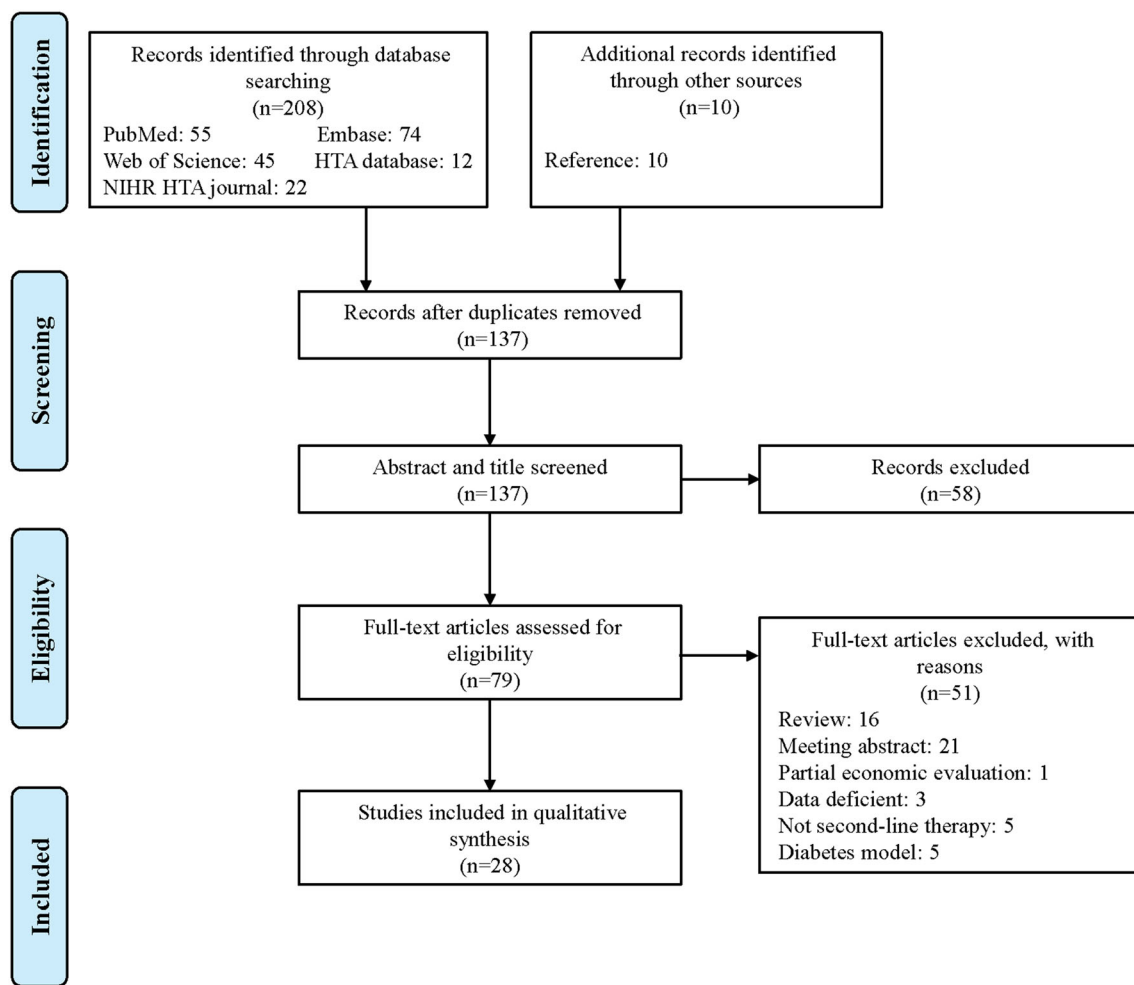 Identification
Records identified through database
searching
(n=208)
PubMed: 55 Embase: 74
Web of Science: 45 HTA database: 12
NIHR HTA journal: 22
Additional records identified
through other sources
(n=10)
Reference: 10
Screening
Records after duplicates removed
(n=137)
Abstract and title screened
(n=137)
Records excluded
(n=58)
Eligibility
Full-text articles assessed for
eligibility
(n=79)
Full-text articles excluded, with
reasons
(n=51)
Review: 16
Meeting abstract: 21
Partial economic evaluation: 1
Data deficient: 3
Not second-line therapy: 5
Diabetes model: 5
Included
Studies included in qualitative
synthesis
(n=28)